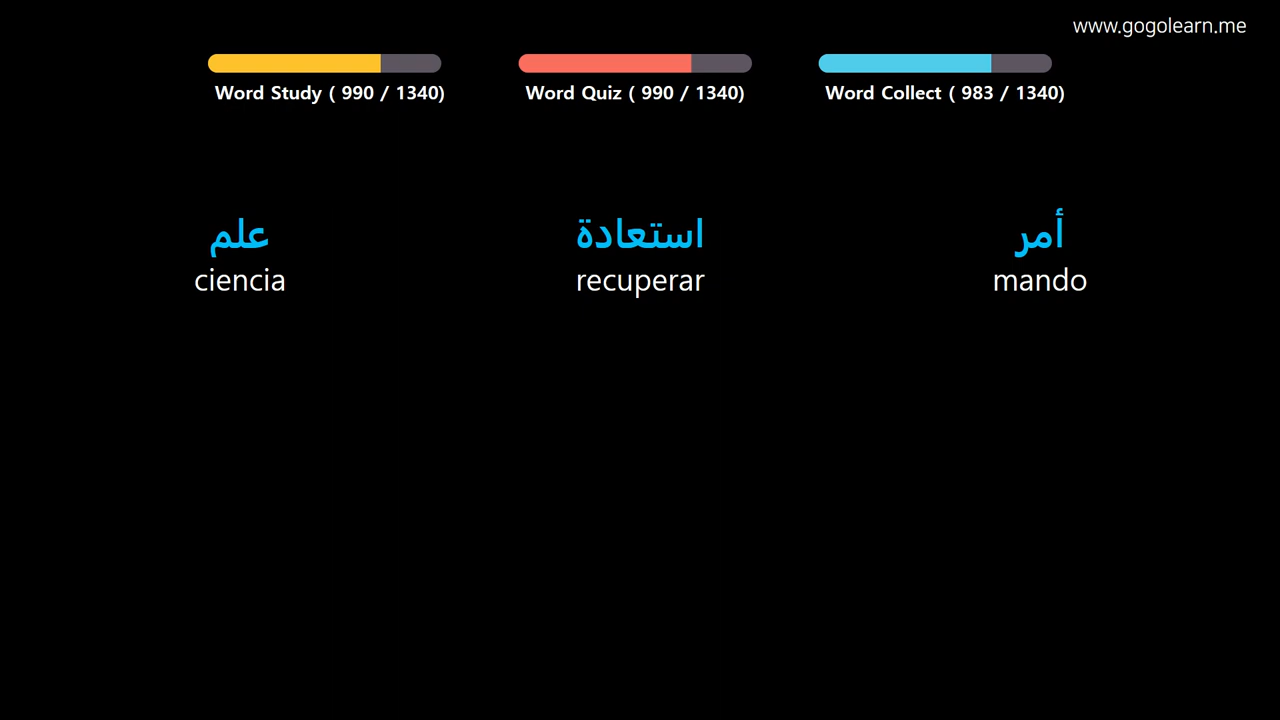 www.gogolearn.me
Word Study ( 990 / 1340)
Word Quiz ( 990 / 1340)
Word Collect ( 983 / 1340)
علم
ciencia
استعادة
recuperar
أمر
mando